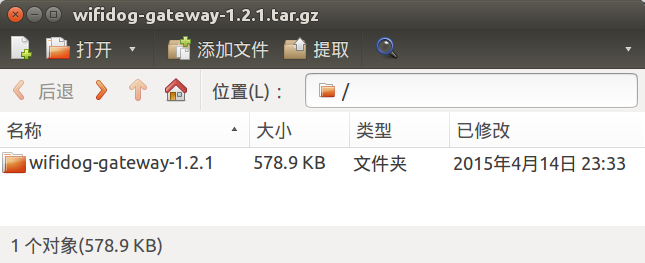 wifidog-gateway-1.2.1.tar.gz
打开 添加文件 提取
后退 位置(L)： /
名称 大小 类型 已修改
wifidog-gateway-1.2.1 578.9 KB 文件夹 2015年4月14日 23:33
1 个对象(578.9 KB)